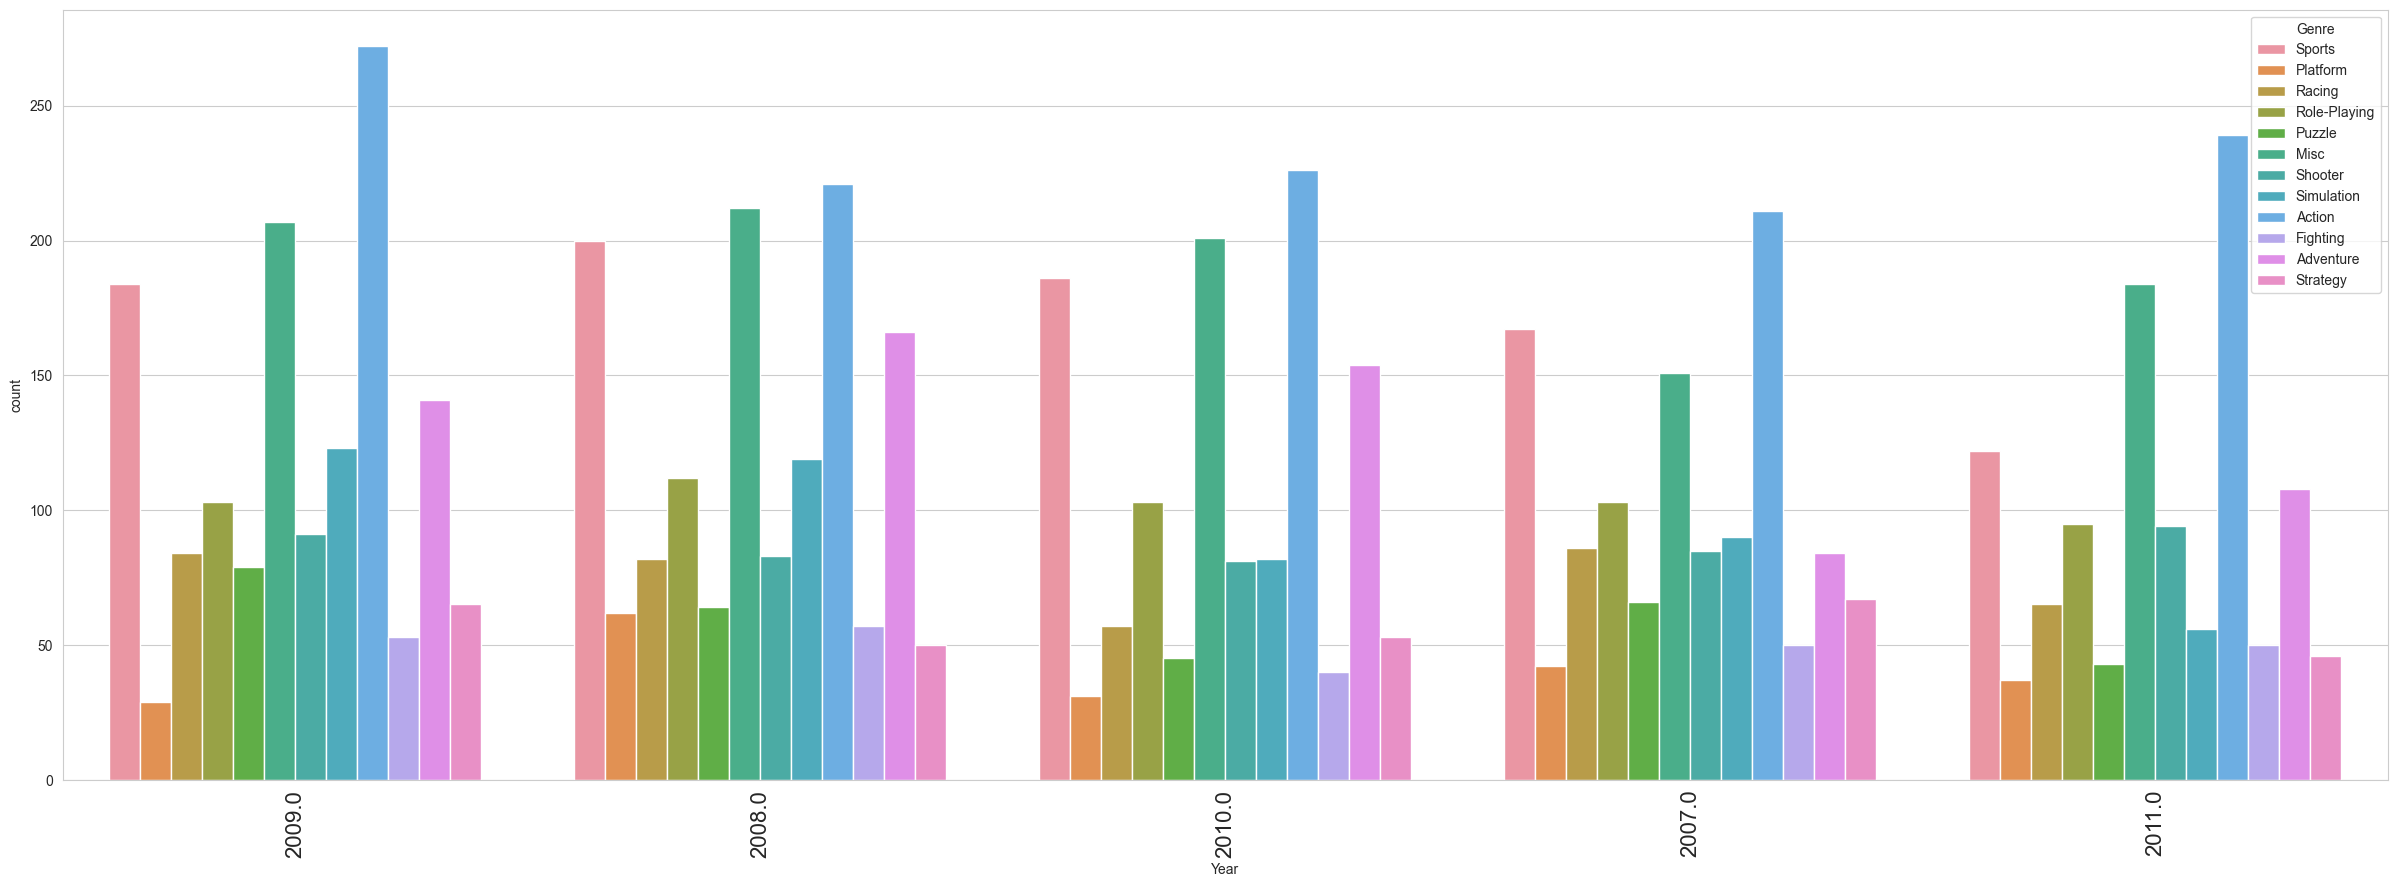 Genre
Sports
Platform
Racing
Role-Playing
Puzzle
Misc
Shooter
Simulation
Action
Fighting
Adventure
Strategy
250
200
150
100
50
0
count
2009.0
2008.0
2010.0
2007.0
2011.0
Year